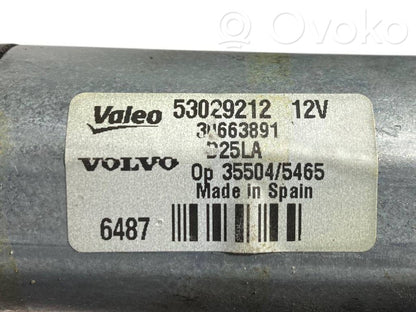 Ovoko
Valeo 53029212 12V
30663891
D25LA
VOLVO
Op 35504/5465
Made in Spain
6487